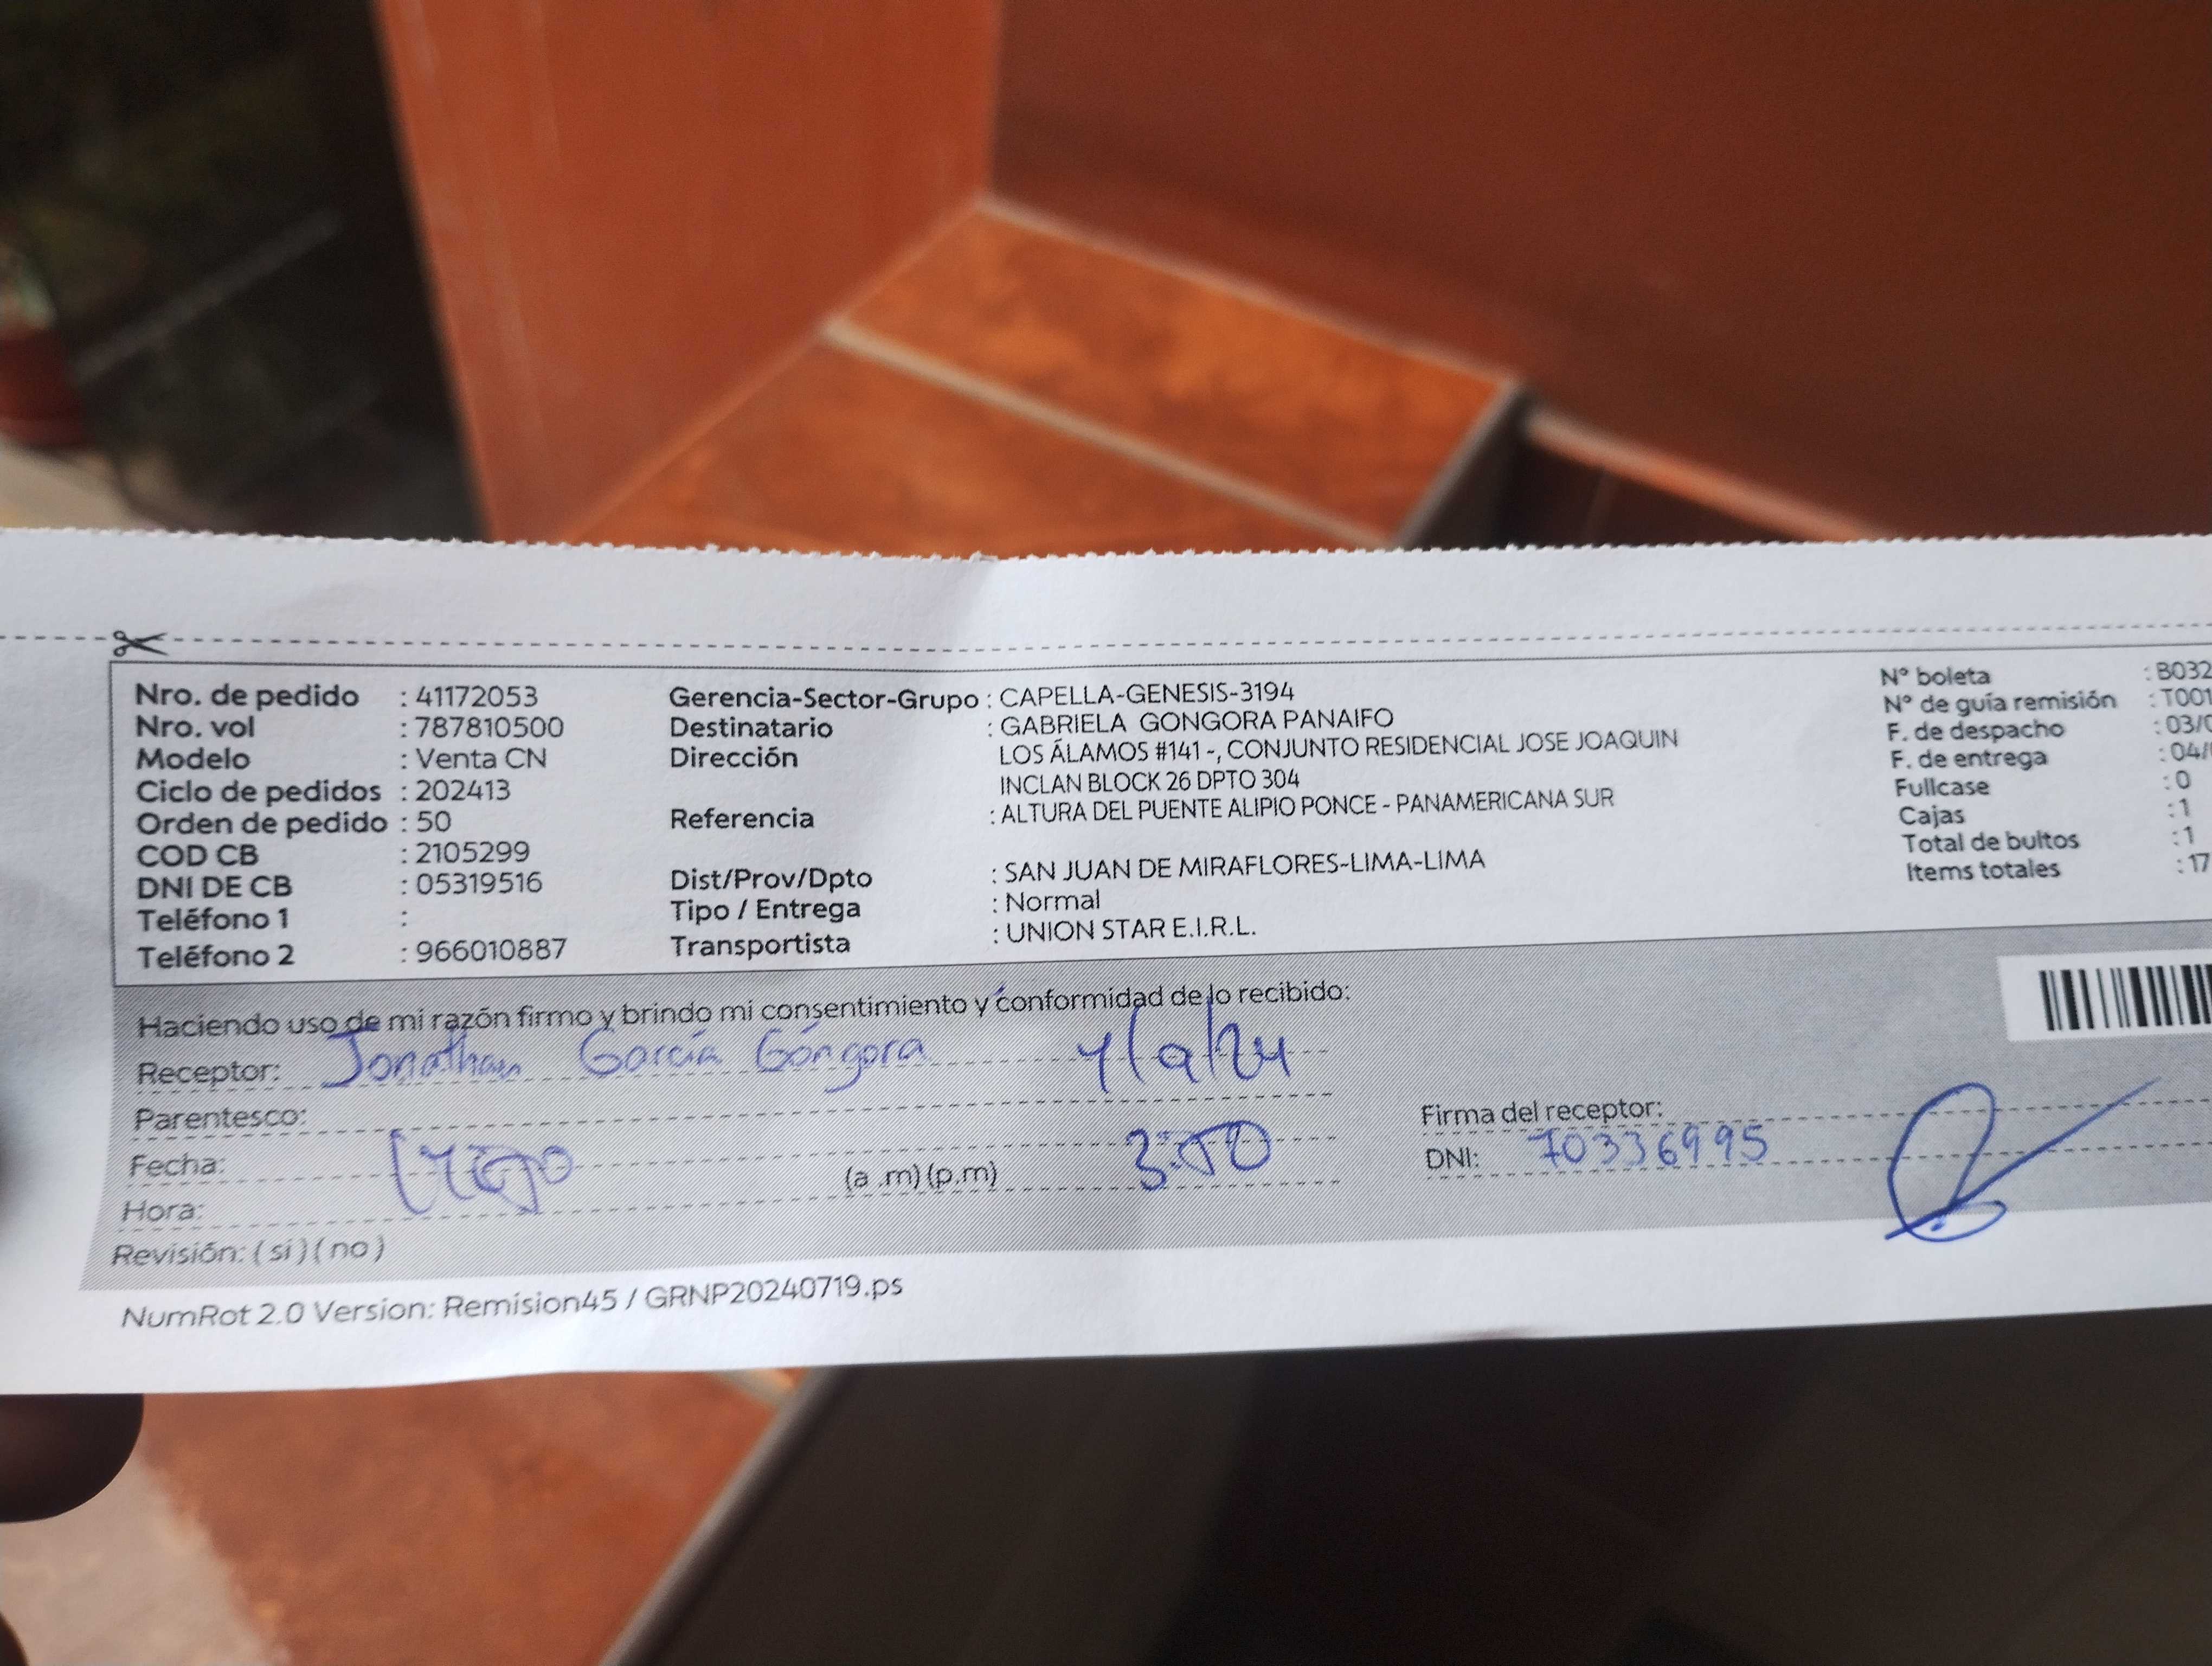 Nro. de pedido : 41172053
Nro. vol : 787810500
Modelo : Venta CN
Ciclo de pedidos : 202413
Orden de pedido : 50
COD CB : 2105299
DNI DE CB : 05319516
Teléfono 1 :
Teléfono 2 : 966010887
Gerencia-Sector-Grupo : CAPELLA-GENESIS-3194
Destinatario : GABRIELA GONGORA PANAIFO
Dirección LOS ÁLAMOS #141 -, CONJUNTO RESIDENCIAL JOSE JOAQUIN
INCLAN BLOCK 26 DPTO 304
Referencia : ALTURA DEL PUENTE ALIPIO PONCE - PANAMERICANA SUR
Dist/Prov/Dpto : SAN JUAN DE MIRAFLORES-LIMA-LIMA
Tipo / Entrega : Normal
Transportista : UNION STAR E.I.R.L.
N° boleta : B032
N° de guía remisión : T001
F. de despacho : 03/
F. de entrega : 04/
Fullcase : 0
Cajas : 1
Total de bultos : 1
Items totales : 17
Haciendo uso de mi razón firmo y brindo mi consentimiento y conformidad de lo recibido:
Receptor: Jonathan García Góngora 4/9/24
Parentesco:
Fecha:
Hora: (a .m) (p.m) 3:50
Revisión: ( si ) ( no )
Firma del receptor:
DNI: 70336995
NumRot 2.0 Version: Remision45 / GRNP20240719.ps